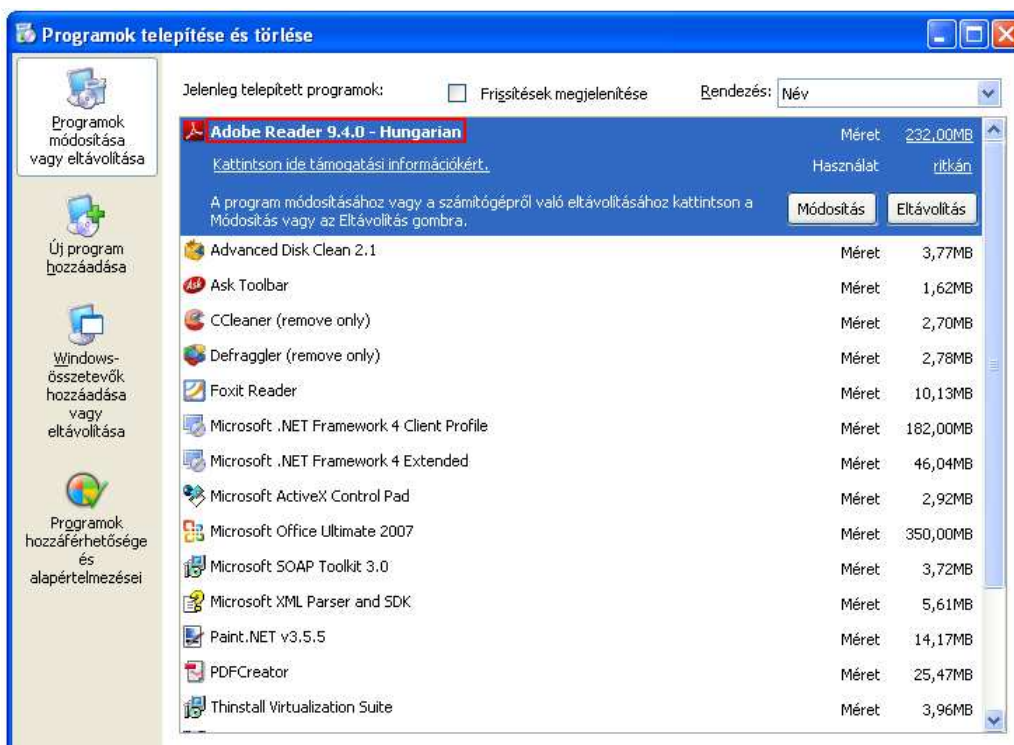 Programok telepítése és törlése
Programok
módosítása
vagy eltávolítása
Új program
hozzáadása
Windows-
összetevők
hozzáadása
vagy
eltávolítása
Programok
hozzáférhetősége
és
alapértelmezései
Jelenleg telepített programok: Frissítések megjelenítése Rendezés: Név
Adobe Reader 9.4.0 - Hungarian Méret 232,00MB
Kattintson ide támogatási információkért. Használat ritkán
A program módosításához vagy a számítógépről való eltávolításához kattintson a
Módosítás vagy az Eltávolítás gombra.
Módosítás Eltávolítás
Advanced Disk Clean 2.1 Méret 3,77MB
Ask Toolbar Méret 1,62MB
CCleaner (remove only) Méret 2,70MB
Defraggler (remove only) Méret 2,78MB
Foxit Reader Méret 10,13MB
Microsoft .NET Framework 4 Client Profile Méret 182,00MB
Microsoft .NET Framework 4 Extended Méret 46,04MB
Microsoft ActiveX Control Pad Méret 2,92MB
Microsoft Office Ultimate 2007 Méret 350,00MB
Microsoft SOAP Toolkit 3.0 Méret 3,72MB
Microsoft XML Parser and SDK Méret 5,61MB
Paint.NET v3.5.5 Méret 14,17MB
PDFCreator Méret 25,47MB
Thinstall Virtualization Suite Méret 3,96MB